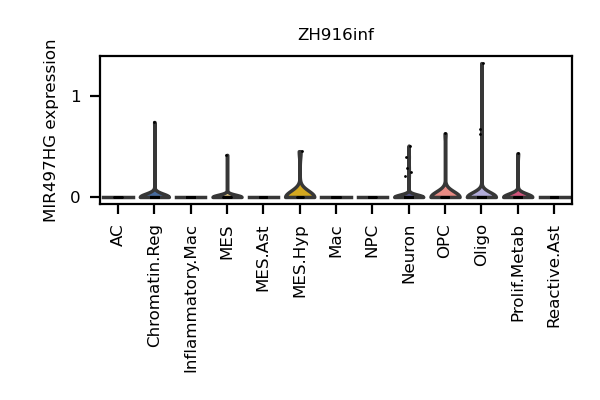 ZH916inf
MIR497HG expression
1
0
AC
Chromatin.Reg
Inflammatory.Mac
MES
MES.Ast
MES.Hyp
Mac
NPC
Neuron
OPC
Oligo
Prolif.Metab
Reactive.Ast